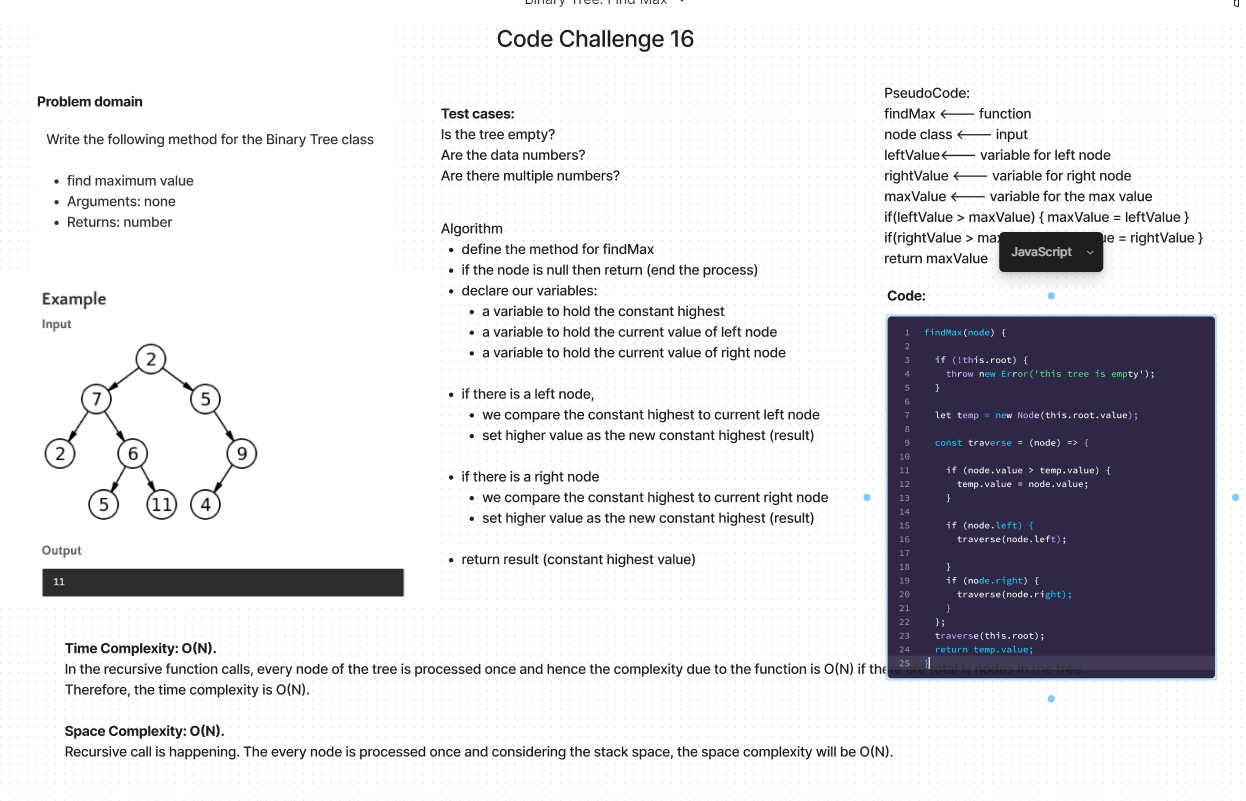 Binary Tree: Find Max
Code Challenge 16
Problem domain
Write the following method for the Binary Tree class
• find maximum value
• Arguments: none
• Returns: number
Example
Input
2
7
5
2
6
9
5
11
4
Output
11
Test cases:
Is the tree empty?
Are the data numbers?
Are there multiple numbers?
Algorithm
• define the method for findMax
• if the node is null then return (end the process)
• declare our variables:
• a variable to hold the constant highest
• a variable to hold the current value of left node
• a variable to hold the current value of right node
• if there is a left node,
• we compare the constant highest to current left node
• set higher value as the new constant highest (result)
• if there is a right node
• we compare the constant highest to current right node
• set higher value as the new constant highest (result)
• return result (constant highest value)
PseudoCode:
findMax <--- function
node class <--- input
leftValue<--- variable for left node
rightValue <--- variable for right node
maxValue <--- variable for the max value
if(leftValue > maxValue) { maxValue = leftValue }
if(rightValue > = rightValue }
return maxValue
JavaScript
Code:
1 findMax(node) {
2
3 if (!this.root) {
4 throw new Error('this tree is empty');
5 }
6
7 let temp = new Node(this.root.value);
8
9 const traverse = (node) => {
10
11 if (node.value > temp.value) {
12 temp.value = node.value;
13 }
14
15 if (node.left) {
16 traverse(node.left);
17
18 }
19 if (node.right) {
20 traverse(node.right);
21 }
22 };
23 traverse(this.root);
24 return temp.value;
25 }
Time Complexity: O(N).
In the recursive function calls, every node of the tree is processed once and hence the complexity due to the function is O(N) if there are total N nodes in the tree.
Therefore, the time complexity is O(N).
Space Complexity: O(N).
Recursive call is happening. The every node is processed once and considering the stack space, the space complexity will be O(N).